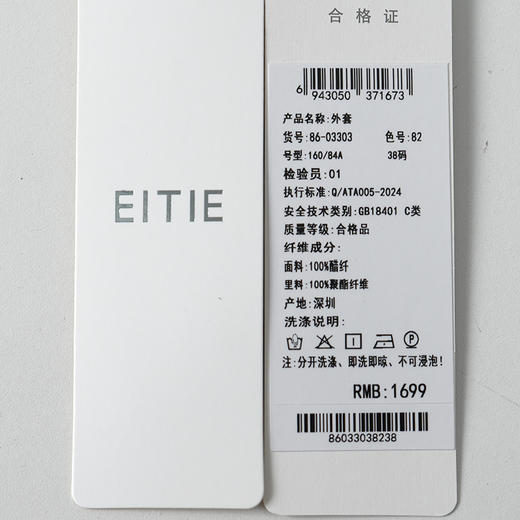 EITIE
合格证
6 943050 371673
产品名称:外套
货号:86-03303 色号:82
号型:160/84A 38码
检验员:01
执行标准:Q/ATA005-2024
安全技术类别:GB18401 C类
质量等级:合格品
纤维成分:
面料:100%醋纤
里料:100%聚酯纤维
产地:深圳
洗涤说明:
注:分开洗涤、即洗即晾、不可浸泡!
RMB:1699
86033038238